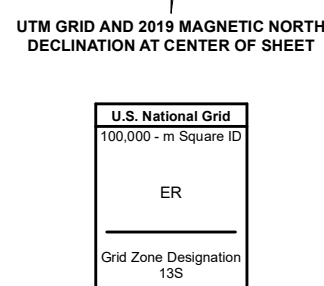 UTM GRID AND 2019 MAGNETIC NORTH
DECLINATION AT CENTER OF SHEET
U.S. National Grid
100,000 - m Square ID
ER
Grid Zone Designation
13S